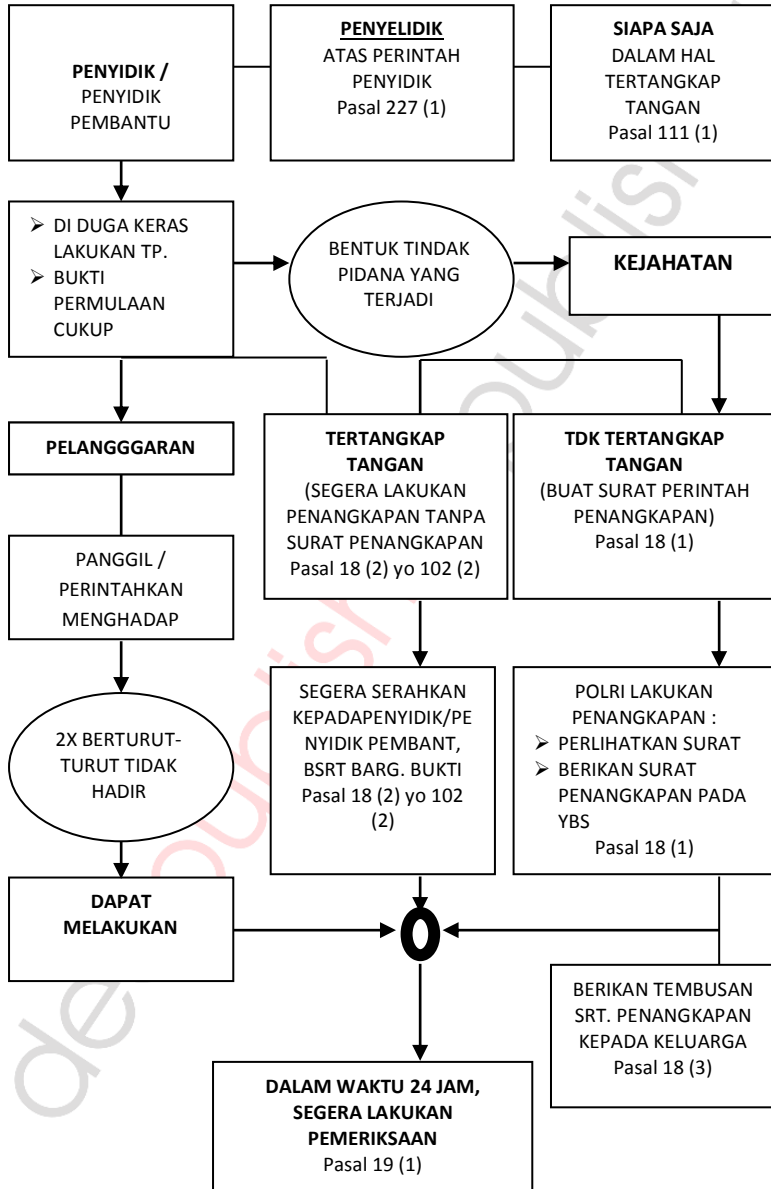 PENYIDIK /
PENYIDIK
PEMBANTU
PENYELIDIK
ATAS PERINTAH
PENYIDIK
Pasal 227 (1)
SIAPA SAJA
DALAM HAL
TERTANGKAP
TANGAN
Pasal 111 (1)
➢ DI DUGA KERAS
LAKUKAN TP.
➢ BUKTI
PERMULAAN
CUKUP
BENTUK TINDAK
PIDANA YANG
TERJADI
KEJAHATAN
PELANGGGARAN
TERTANGKAP
TANGAN
(SEGERA LAKUKAN
PENANGKAPAN TANPA
SURAT PENANGKAPAN
Pasal 18 (2) yo 102 (2)
TDK TERTANGKAP
TANGAN
(BUAT SURAT PERINTAH
PENANGKAPAN)
Pasal 18 (1)
PANGGIL /
PERINTAHKAN
MENGHADAP
2X BERTURUT-
TURUT TIDAK
HADIR
SEGERA SERAHKAN
KEPADAPENYIDIK/PE
NYIDIK PEMBANT,
BSRT BARG. BUKTI
Pasal 18 (2) yo 102
(2)
POLRI LAKUKAN
PENANGKAPAN :
➢ PERLIHATKAN SURAT
➢ BERIKAN SURAT
PENANGKAPAN PADA
YBS
Pasal 18 (1)
DAPAT
MELAKUKAN
BERIKAN TEMBUSAN
SRT. PENANGKAPAN
KEPADA KELUARGA
Pasal 18 (3)
DALAM WAKTU 24 JAM,
SEGERA LAKUKAN
PEMERIKSAAN
Pasal 19 (1)